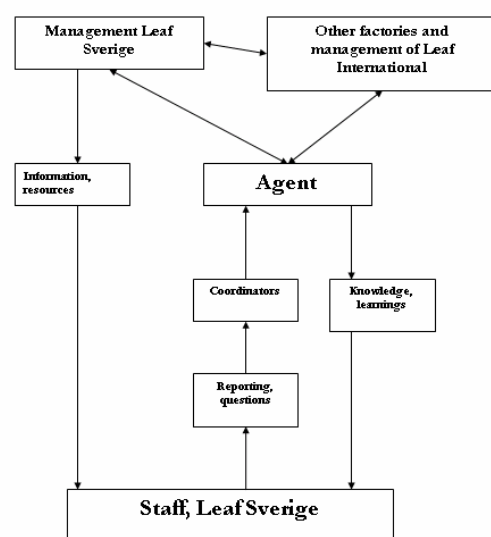 Management Leaf
Sverige
Other factories and
management of Leaf
International
Information,
resources
Agent
Coordinators
Knowledge,
learnings
Reporting,
questions
Staff, Leaf Sverige